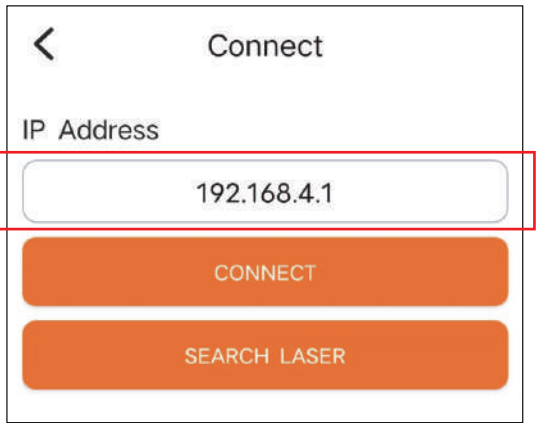 Connect
IP Address
192.168.4.1
CONNECT
SEARCH LASER